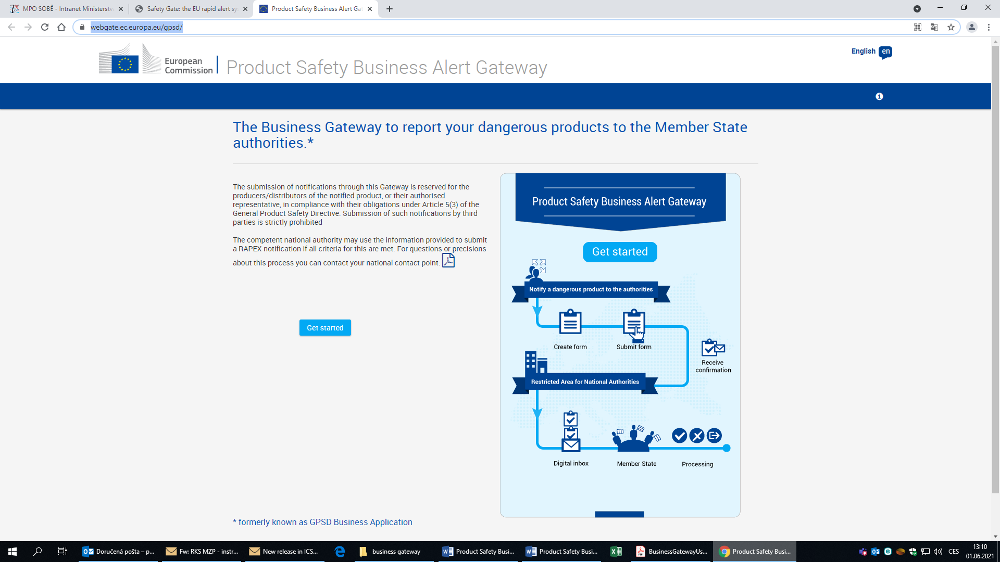 MPO SOBĚ - Intranet Ministerstv
Safety Gate: the EU rapid alert sy
Product Safety Business Alert Gat
webgate.ec.europa.eu/gpsd/
European
Commission
Product Safety Business Alert Gateway
English en
The Business Gateway to report your dangerous products to the Member State
authorities.*
The submission of notifications through this Gateway is reserved for the
producers/distributors of the notified product, or their authorised
representative, in compliance with their obligations under Article 5(3) of the
General Product Safety Directive. Submission of such notifications by third
parties is strictly prohibited
The competent national authority may use the information provided to submit
a RAPEX notification if all criteria for this are met. For questions or precisions
about this process you can contact your national contact point:
Get started
Product Safety Business Alert Gateway
Get started
Notify a dangerous product to the authorities
Create form
Submit form
Receive
confirmation
Restricted Area for National Authorities
Digital inbox
Member State
Processing
* formerly known as GPSD Business Application
Doručená pošta – p...
Fw: RKS MZP - instr...
New release in ICS...
business gateway
Product Safety Busi...
Product Safety Busi...
BusinessGatewayUs...
Product Safety Busi...
CES
13:10
01.06.2021